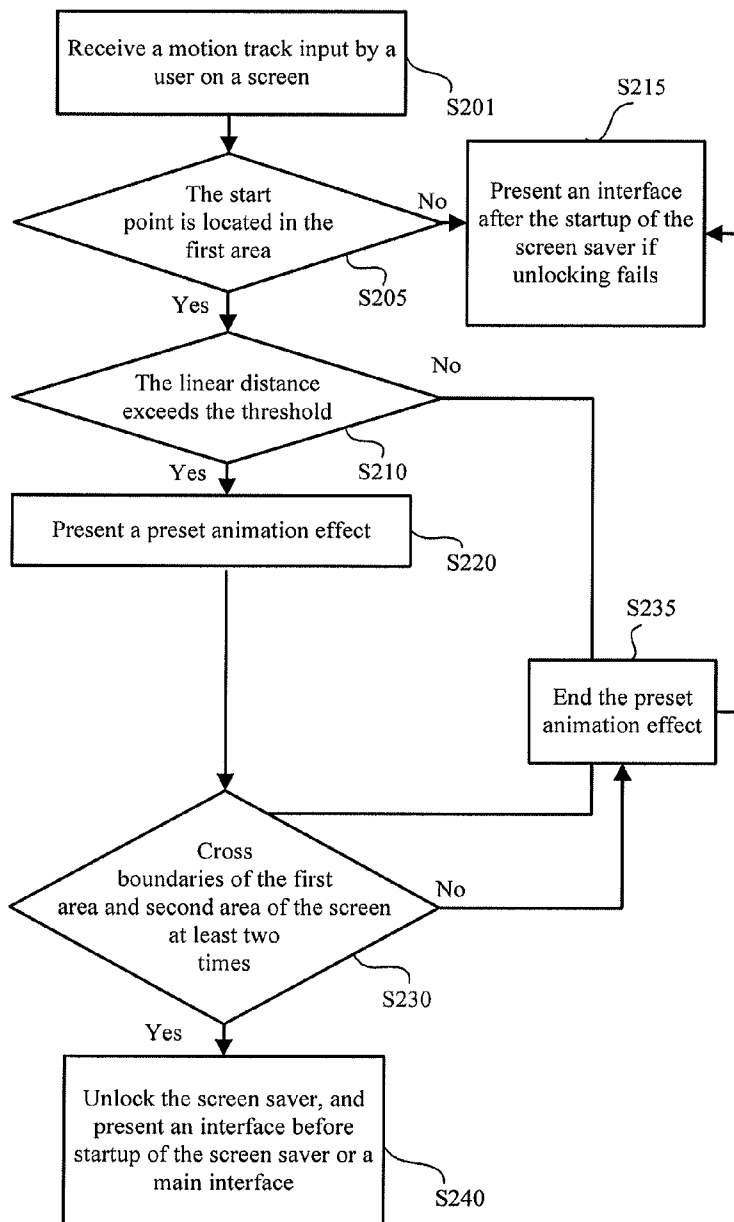 Receive a motion track input by a
user on a screen
S201
S215
The start
point is located in the
first area
No
Present an interface
after the startup of the
screen saver if
unlocking fails
S205
Yes
No
The linear distance
exceeds the threshold
S210
Yes
Present a preset animation effect
S220
S235
End the preset
animation effect
Cross
boundaries of the first
area and second area of the screen
at least two
times
No
S230
Yes
Unlock the screen saver, and
present an interface before
startup of the screen saver or a
main interface
S240